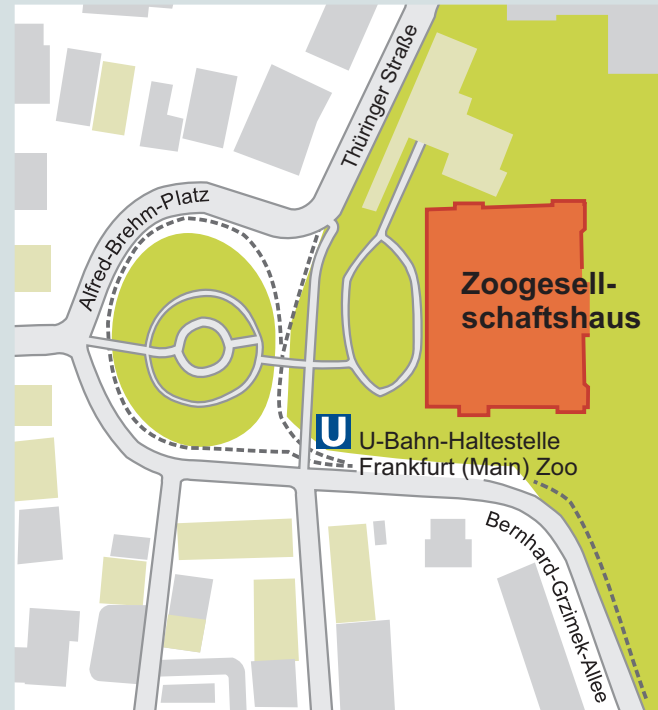 Thüringer Straße
Alfred-Brehm-Platz
Zoogesell-
schaftshaus
U
U-Bahn-Haltestelle
Frankfurt (Main) Zoo
Bernhard-Grzimek-Allee